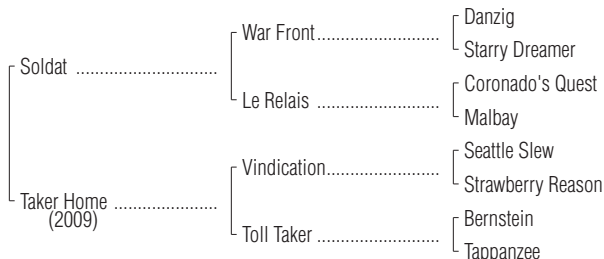 Danzig
War Front
Starry Dreamer
Soldat
Coronado's Quest
Le Relais
Malbay
Seattle Slew
Vindication
Strawberry Reason
Taker Home
(2009)
Bernstein
Toll Taker
Tappanzee